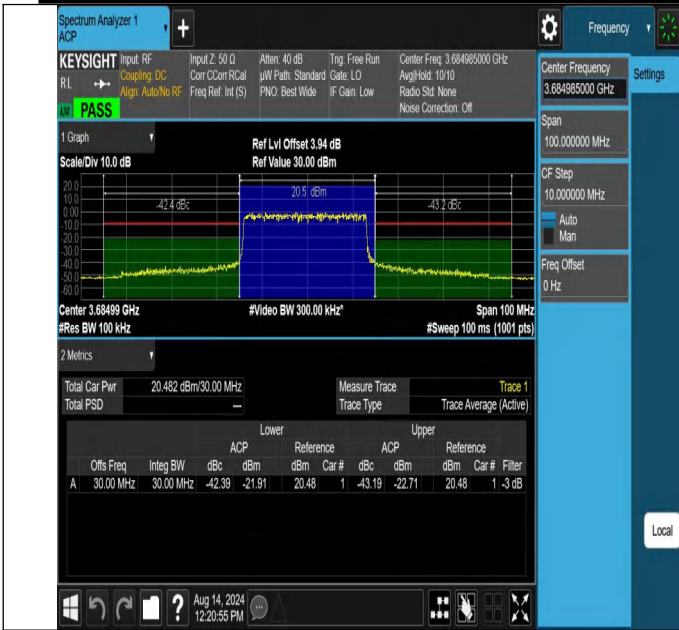 Spectrum Analyzer 1
ACP
+
Frequency
KEYSIGHT
RL
PASS
Input: RF
Coupling: DC
Align: Auto/No RF
Input Z: 50 Ω
Corr CCorr RCal
Freq Ref: Int (S)
Atten: 40 dB
µW Path: Standard
PNO: Best Wide
Trig: Free Run
Gate: LO
IF Gain: Low
Center Freq: 3.684985000 GHz
Avg|Hold: 10/10
Radio Std: None
Noise Correction: Off
Center Frequency
3.684985000 GHz
Settings
Span
100.000000 MHz
CF Step
10.000000 MHz
Auto
Man
Freq Offset
0 Hz
1 Graph
Scale/Div 10.0 dB
Ref Lvl Offset 3.94 dB
Ref Value 30.00 dBm
20.0
10.0
0.00
-10.0
-20.0
-30.0
-40.0
-50.0
-60.0
-42.4 dBc
20.5 dBm
-43.2 dBc
Center 3.68499 GHz
#Video BW 300.00 kHz*
Span 100 MHz
#Res BW 100 kHz
#Sweep 100 ms (1001 pts)
2 Metrics
Total Car Pwr 20.482 dBm/30.00 MHz
Total PSD ---
Measure Trace Trace 1
Trace Type Trace Average (Active)
Lower Upper
ACP Reference ACP Reference
Offs Freq Integ BW dBc dBm dBm Car # dBc dBm dBm Car # Filter
A 30.00 MHz 30.00 MHz -42.39 -21.91 20.48 1 -43.19 -22.71 20.48 1 -3 dB
Local
?
Aug 14, 2024
12:20:55 PM